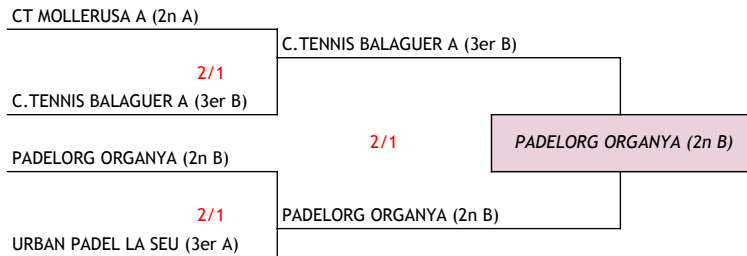 CT MOLLERUSA A (2n A)
C.TENNIS BALAGUER A (3er B)
2/1
C.TENNIS BALAGUER A (3er B)
2/1
PADELORG ORGANYA (2n B)
PADELORG ORGANYA (2n B)
2/1
PADELORG ORGANYA (2n B)
URBAN PADEL LA SEU (3er A)